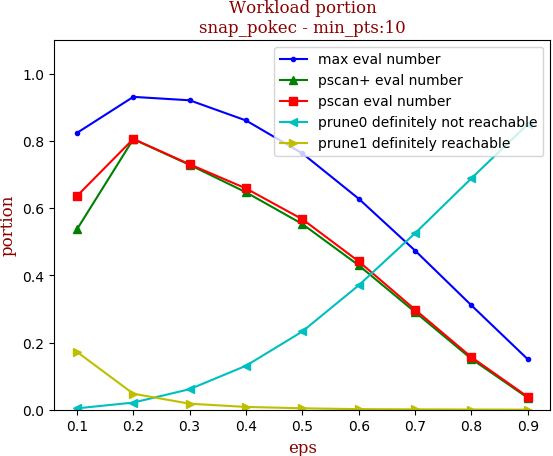 Workload portion
snap_pokec - min_pts:10
max eval number
pscan+ eval number
pscan eval number
prune0 definitely not reachable
prune1 definitely reachable
portion
1.0
0.8
0.6
0.4
0.2
0.0
0.1 0.2 0.3 0.4 0.5 0.6 0.7 0.8 0.9
eps